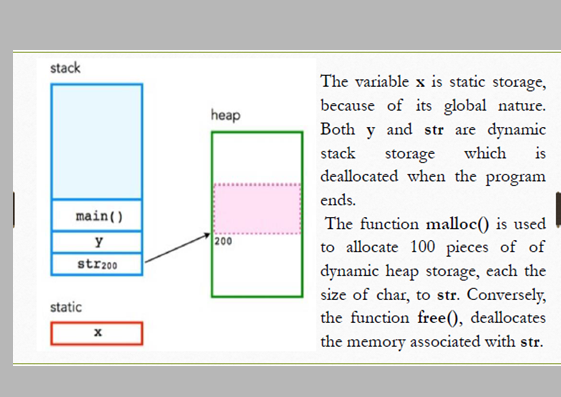 stack
main()
y
str200
static
x
heap
200
The variable x is static storage,
because of its global nature.
Both y and str are dynamic
stack storage which is
deallocated when the program
ends.
The function malloc() is used
to allocate 100 pieces of of
dynamic heap storage, each the
size of char, to str. Conversely,
the function free(), deallocates
the memory associated with str.